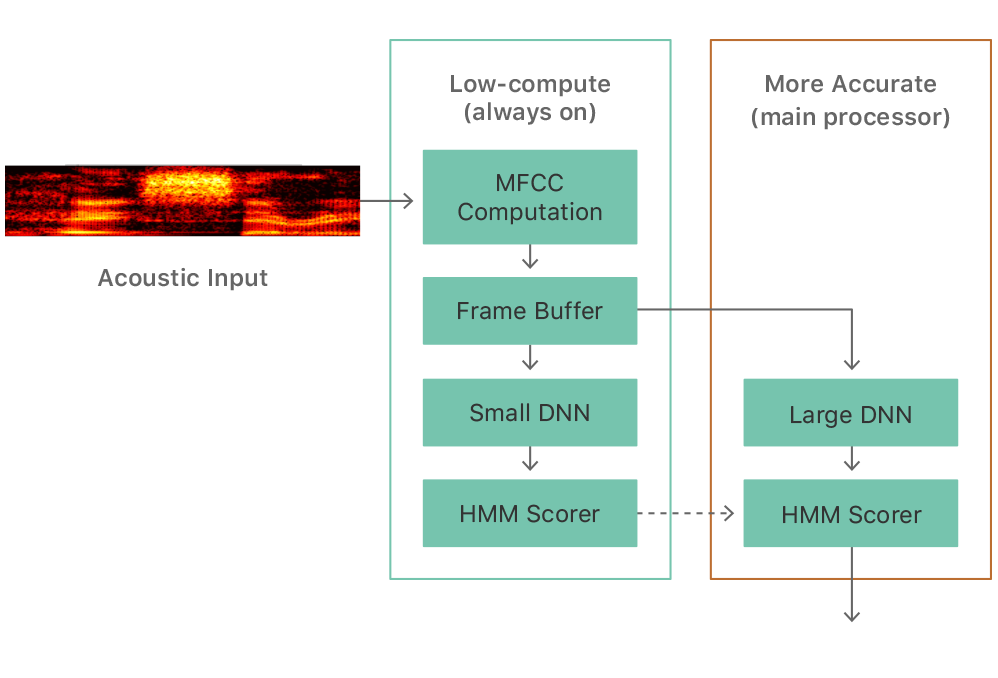 Acoustic Input
Low-compute
(always on)
MFCC
Computation
Frame Buffer
Small DNN
HMM Scorer
More Accurate
(main processor)
Large DNN
HMM Scorer